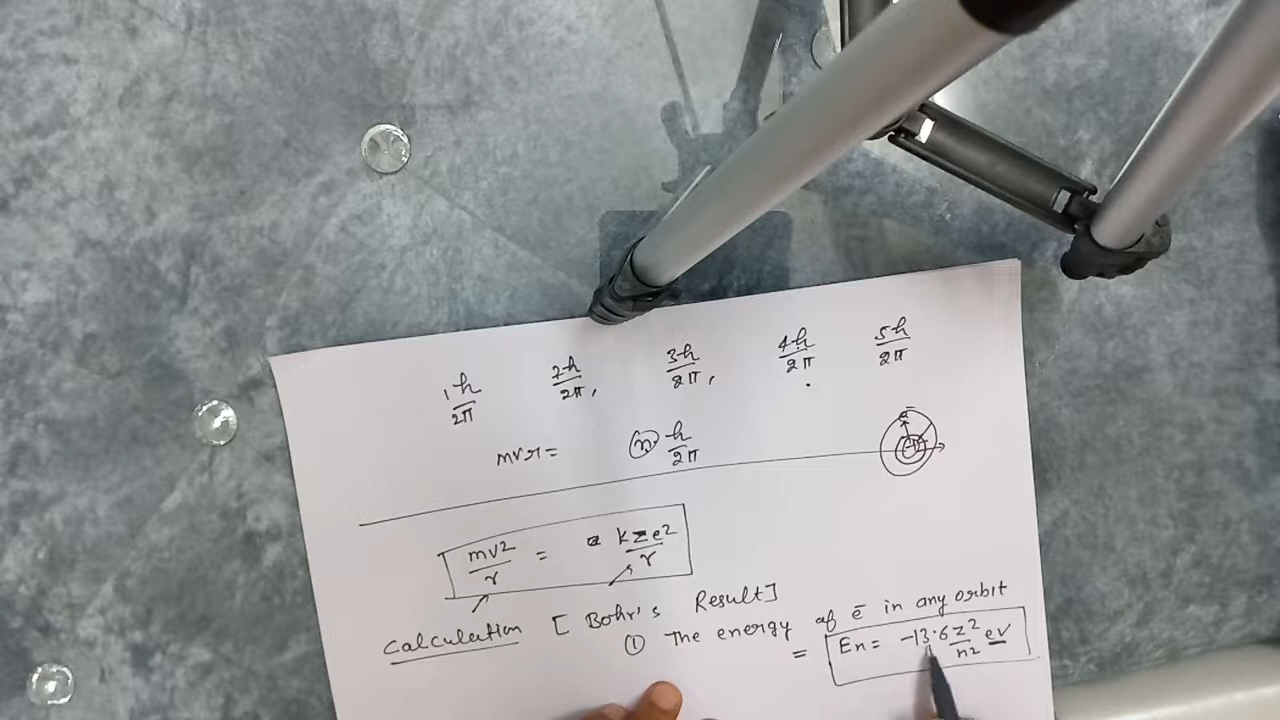 1h/2π 2h/2π, 3h/2π, 4h/2π 5h/2π
mvr = n h/2π
mv²/r = kze²/r
Calculation [Bohr's Result]
① The energy of ē in any orbit
= En = -13.6 z²/n² ev